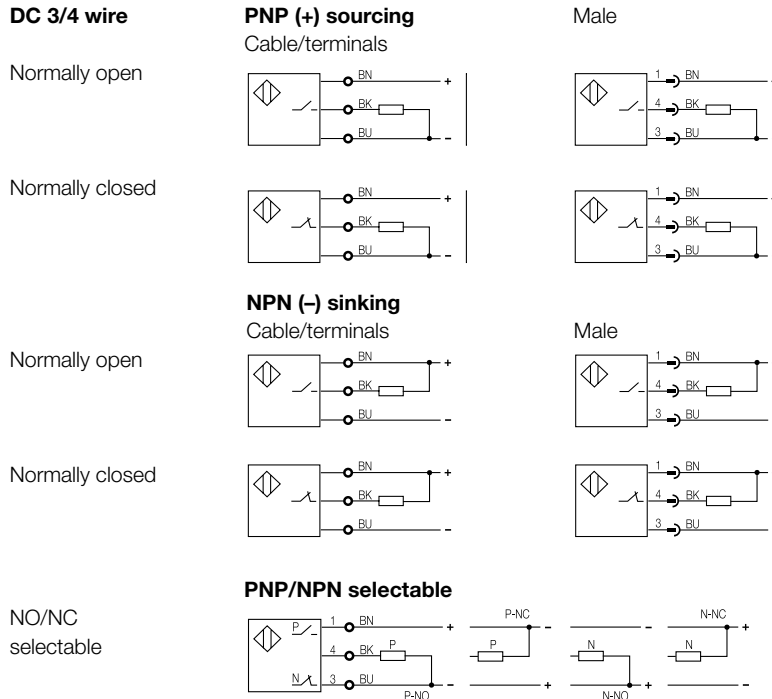 DC 3/4 wire PNP (+) sourcing Male
Cable/terminals
Normally open
BN + 1 BN
BK 4 BK
BU - 3 BU
Normally closed
BN + 1 BN
BK 4 BK
BU - 3 BU
NPN (–) sinking
Cable/terminals Male
Normally open
BN + 1 BN
BK 4 BK
BU - 3 BU
Normally closed
BN + 1 BN
BK 4 BK
BU - 3 BU
PNP/NPN selectable
NO/NC
selectable
P 1 BN + P-NC - - N-NC +
4 BK P P N N
N 3 BU P-NO - + N-NO + -